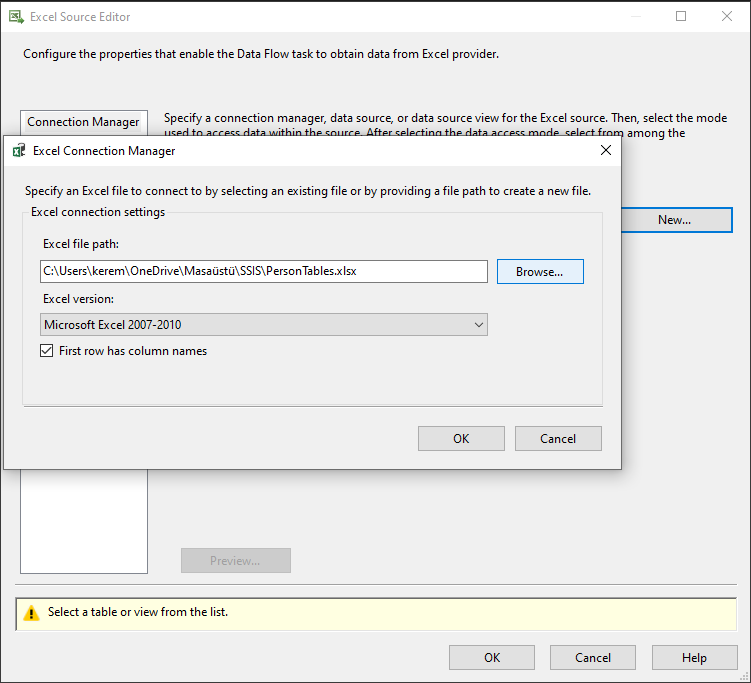 Excel Source Editor
Configure the properties that enable the Data Flow task to obtain data from Excel provider.
Connection Manager
Specify a connection manager, data source, or data source view for the Excel source. Then, select the mode
used to access data within the source. After selecting the data access mode, select from among the
Excel Connection Manager
Specify an Excel file to connect to by selecting an existing file or by providing a file path to create a new file.
Excel connection settings
New...
Excel file path:
C:\Users\kerem\OneDrive\Masaüstü\SSIS\PersonTables.xlsx
Browse...
Excel version:
Microsoft Excel 2007-2010
First row has column names
OK
Cancel
Preview...
Select a table or view from the list.
OK
Cancel
Help